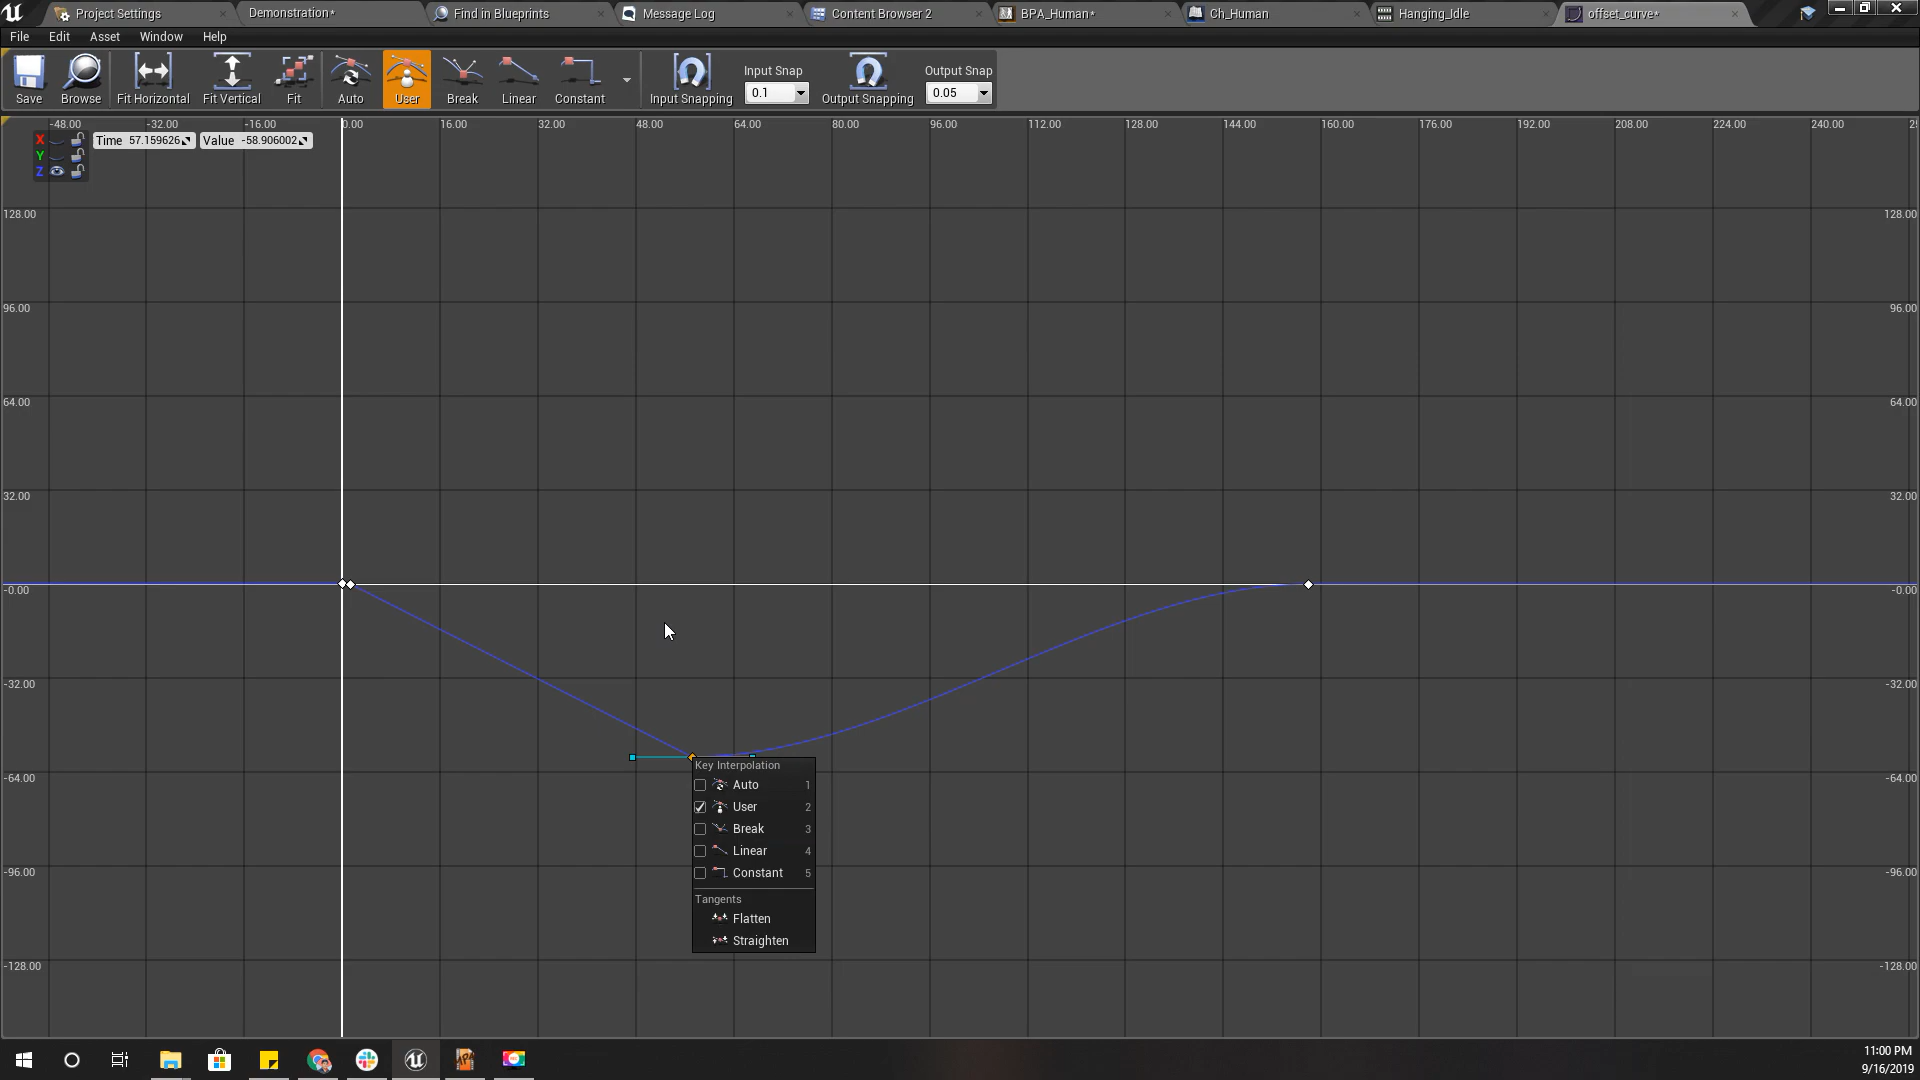 Project Settings
Demonstration*
Find in Blueprints
Message Log
Content Browser 2
BPA_Human*
Ch_Human
Hanging_Idle
offset_curve*
File Edit Asset Window Help
Save
Browse
Fit Horizontal
Fit Vertical
Fit
Auto
User
Break
Linear
Constant
Input Snapping
Input Snap
0.1
Output Snapping
Output Snap
0.05
-48.00 -32.00 -16.00 0.00 16.00 32.00 48.00 64.00 80.00 96.00 112.00 128.00 144.00 160.00 176.00 192.00 208.00 224.00 240.00
X
Y
Z
Time 57.159626
Value -58.906002
128.00 128.00
96.00 96.00
64.00 64.00
32.00 32.00
-0.00 -0.00
-32.00 -32.00
-64.00 -64.00
-96.00 -96.00
-128.00 -128.00
Key Interpolation
Auto 1
User 2
Break 3
Linear 4
Constant 5
Tangents
Flatten
Straighten
11:00 PM
9/16/2019